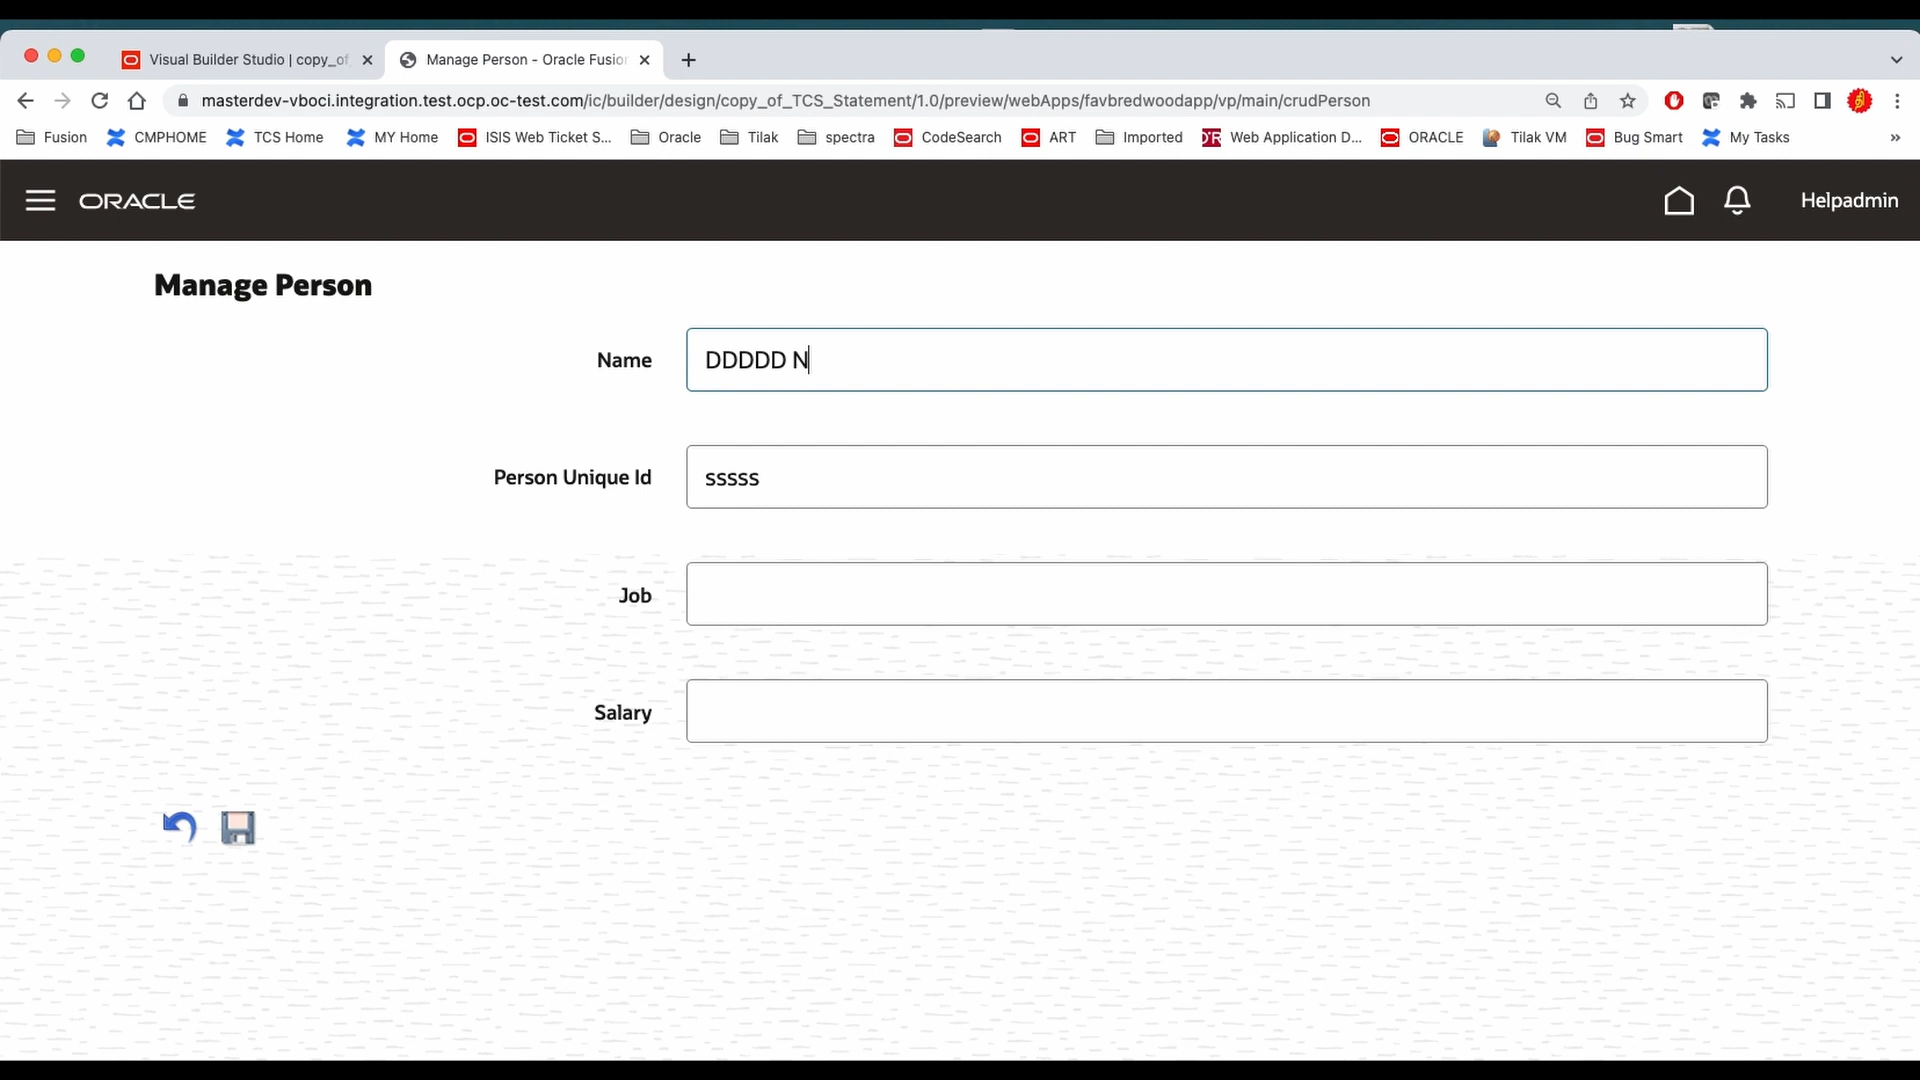 Visual Builder Studio | copy_of
Manage Person - Oracle Fusion
masterdev-vboci.integration.test.ocp.oc-test.com/ic/builder/design/copy_of_TCS_Statement/1.0/preview/webApps/favbredwoodapp/vp/main/crudPerson
Fusion CMPHOME TCS Home MY Home ISIS Web Ticket S... Oracle Tilak spectra CodeSearch ART Imported Web Application D... ORACLE Tilak VM Bug Smart My Tasks »
ORACLE Helpadmin
Manage Person
Name DDDDD N
Person Unique Id sssss
Job
Salary